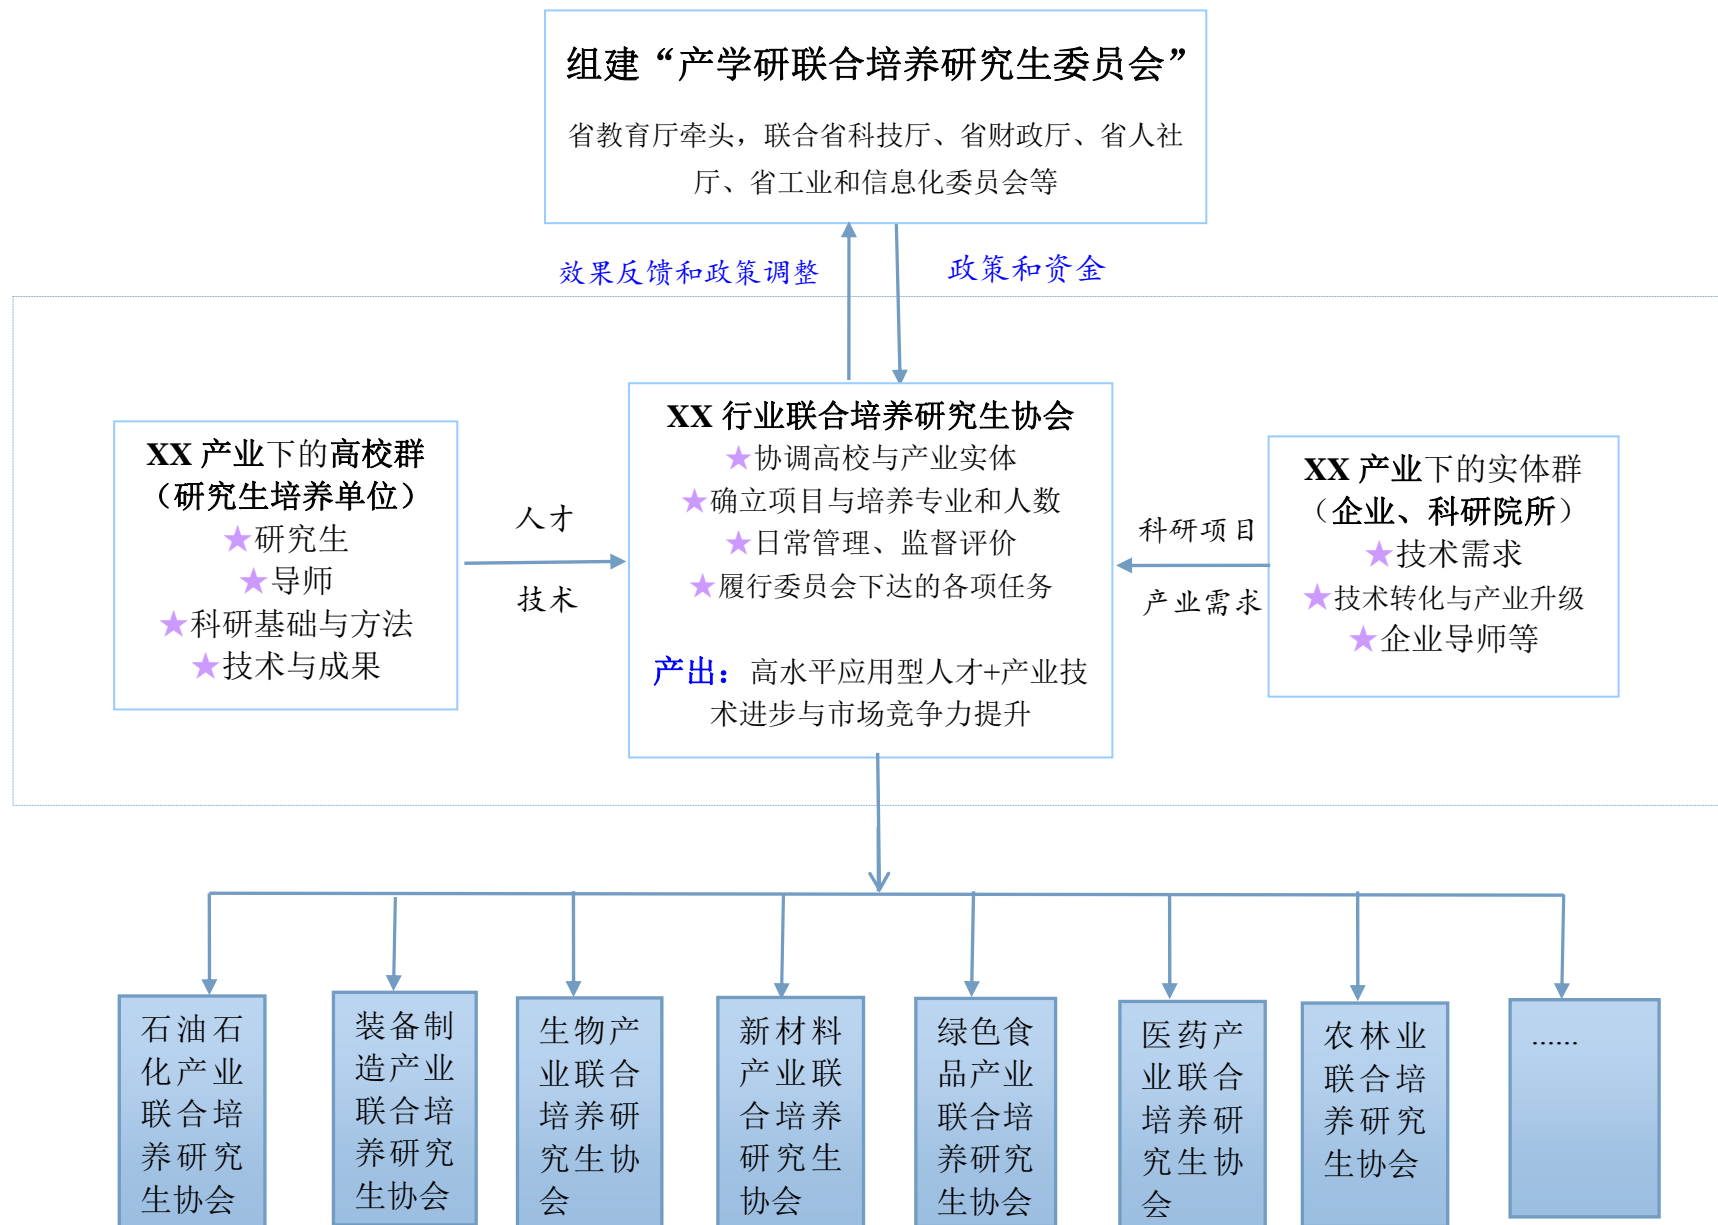 组建“产学研联合培养研究生委员会”
省教育厅牵头，联合省科技厅、省财政厅、省人社
厅、省工业和信息化委员会等
效果反馈和政策调整
政策和资金
XX 产业下的高校群
（研究生培养单位）
★研究生
★导师
★科研基础与方法
★技术与成果
人才
技术
XX 行业联合培养研究生协会
★协调高校与产业实体
★确立项目与培养专业和人数
★日常管理、监督评价
★履行委员会下达的各项任务
产出：高水平应用型人才+产业技
术进步与市场竞争力提升
科研项目
产业需求
XX 产业下的实体群
（企业、科研院所）
★技术需求
★技术转化与产业升级
★企业导师等
石油石
化产业
联合培
养研究
生协会
装备制
造产业
联合培
养研究
生协会
生物产
业联合
培养研
究生协
会
新材料
产业联
合培养
研究生
协会
绿色食
品产业
联合培
养研究
生协会
医药产
业联合
培养研
究生协
会
农林业
联合培
养研究
生协会
......